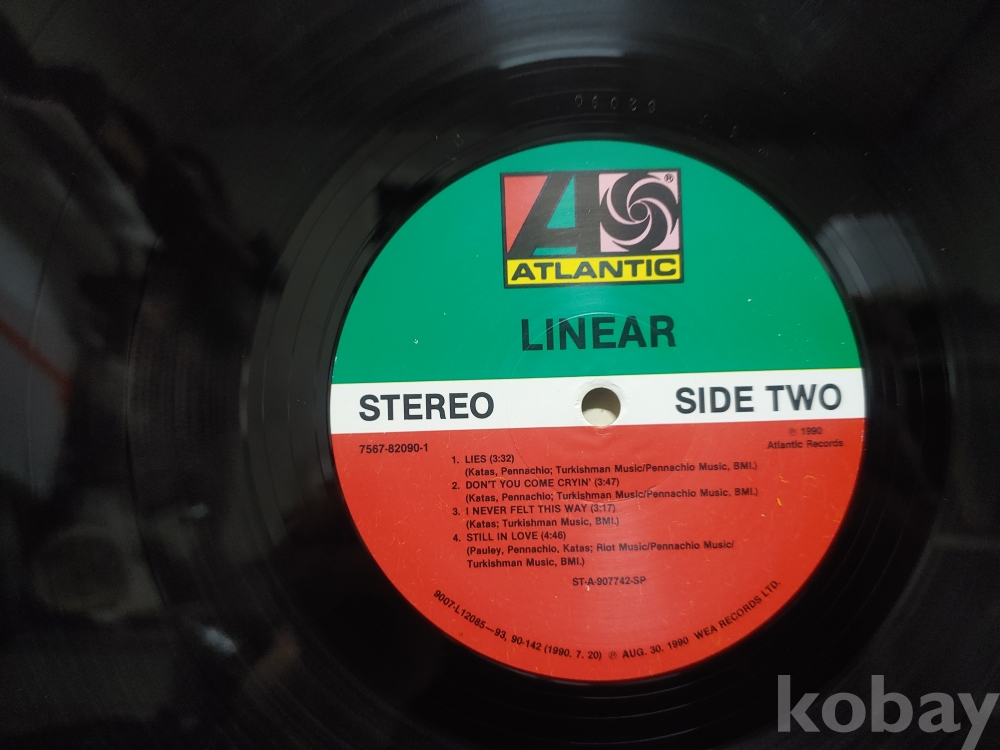 ATLANTIC
®
LINEAR
STEREO
SIDE TWO
7567-82090-1
℗ 1990
Atlantic Records
1. LIES (3:32)
(Katas, Pennachio; Turkishman Music/Pennachio Music, BMI.)
2. DON'T YOU COME CRYIN' (3:47)
(Katas, Pennachio; Turkishman Music/Pennachio Music, BMI.)
3. I NEVER FELT THIS WAY (3:17)
(Katas; Turkishman Music, BMI.)
4. STILL IN LOVE (4:46)
(Pauley, Pennachio, Katas; Riot Music/Pennachio Music/
Turkishman Music, BMI.)
ST-A-907742-SP
9007-L12085—93, 90-142 (1990. 7. 20) ℗ AUG. 30. 1990 WEA RECORDS LTD.
kobay